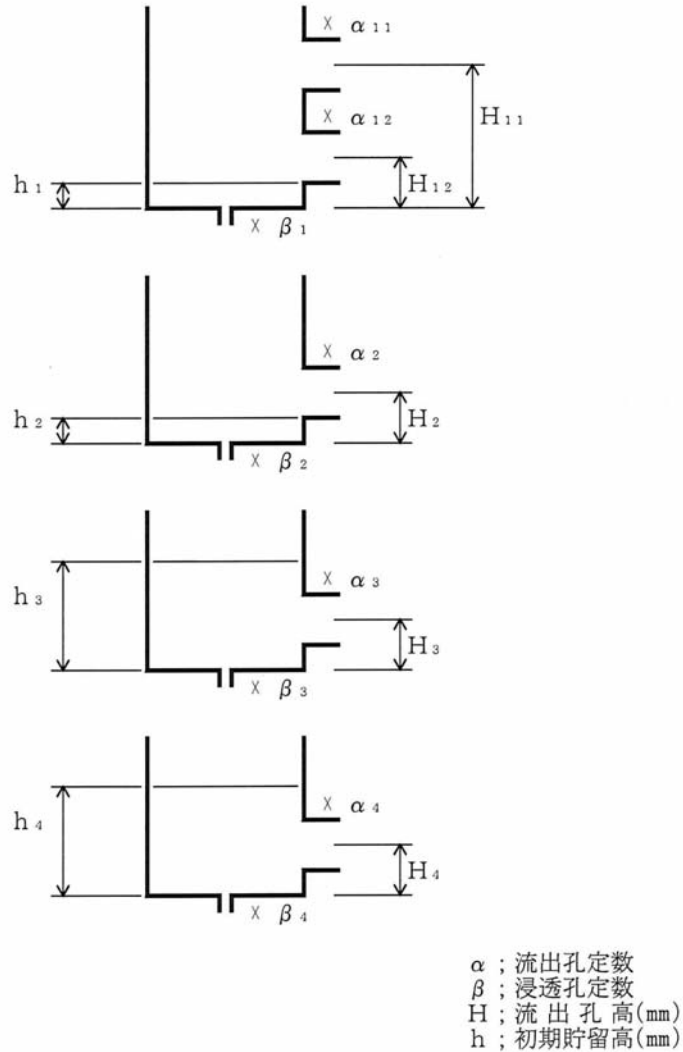 × α11
H11
× α12
h1
H12
× β1
× α2
h2
H2
× β2
× α3
h3
H3
× β3
× α4
h4
H4
× β4
α ; 流出孔定数
β ; 浸透孔定数
H ; 流 出 孔 高(mm)
h ; 初期貯留高(mm)